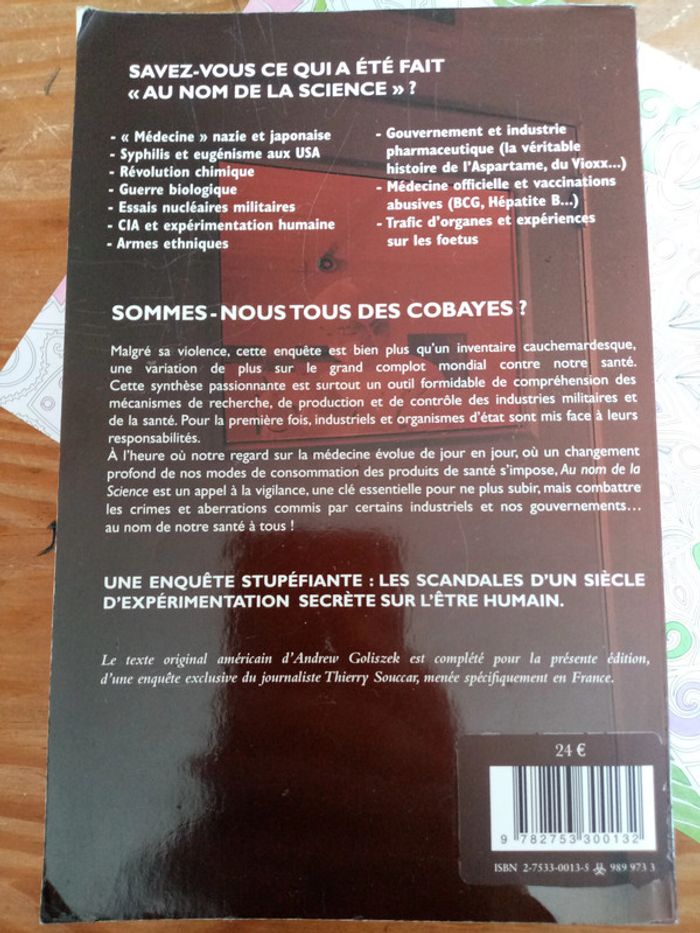 SAVEZ-VOUS CE QUI A ÉTÉ FAIT
« AU NOM DE LA SCIENCE » ?
- « Médecine » nazie et japonaise
- Syphilis et eugénisme aux USA
- Révolution chimique
- Guerre biologique
- Essais nucléaires militaires
- CIA et expérimentation humaine
- Armes ethniques
- Gouvernement et industrie
pharmaceutique (la véritable
histoire de l'Aspartame, du Vioxx...)
- Médecine officielle et vaccinations
abusives (BCG, Hépatite B...)
- Trafic d'organes et expériences
sur les foetus
SOMMES-NOUS TOUS DES COBAYES ?
Malgré sa violence, cette enquête est bien plus qu'un inventaire cauchemardesque,
une variation de plus sur le grand complot mondial contre notre santé.
Cette synthèse passionnante est surtout un outil formidable de compréhension des
mécanismes de recherche, de production et de contrôle des industries militaires et
de la santé. Pour la première fois, industriels et organismes d'état sont mis face à leurs
responsabilités.
À l'heure où notre regard sur la médecine évolue de jour en jour, où un changement
profond de nos modes de consommation des produits de santé s'impose, Au nom de la
Science est un appel à la vigilance, une clé essentielle pour ne plus subir, mais combattre
les crimes et aberrations commis par certains industriels et nos gouvernements...
au nom de notre santé à tous !
UNE ENQUÊTE STUPÉFIANTE : LES SCANDALES D'UN SIÈCLE
D'EXPÉRIMENTATION SECRÈTE SUR L'ÊTRE HUMAIN.
Le texte original américain d'Andrew Goliszek est complété pour la présente édition,
d'une enquête exclusive du journaliste Thierry Souccar, menée spécifiquement en France.
24 €
9 782753 300132
ISBN 2-7533-0013-5 989 973 3